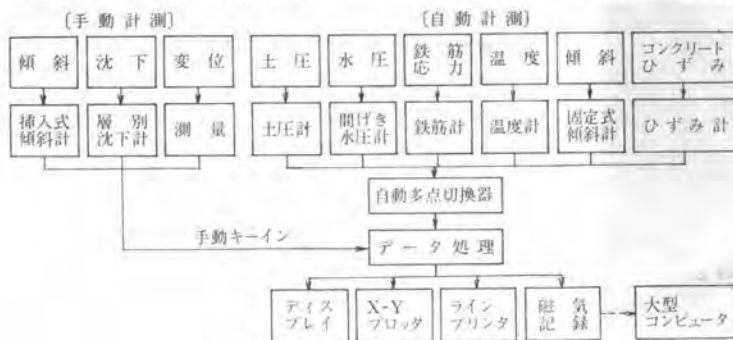 〔手動計測〕
〔自動計測〕
傾斜
沈下
変位
土圧
水圧
鉄筋
応力
温度
傾斜
コンクリート
ひずみ
挿入式
傾斜計
層別
沈下計
測量
土圧計
間げき
水圧計
鉄筋計
温度計
固定式
傾斜計
ひずみ計
自動多点切換器
手動キーイン
データ処理
ディス
プレイ
X-Y
プロッタ
ライン
プリンタ
磁気
記録
大型
コンピュータ